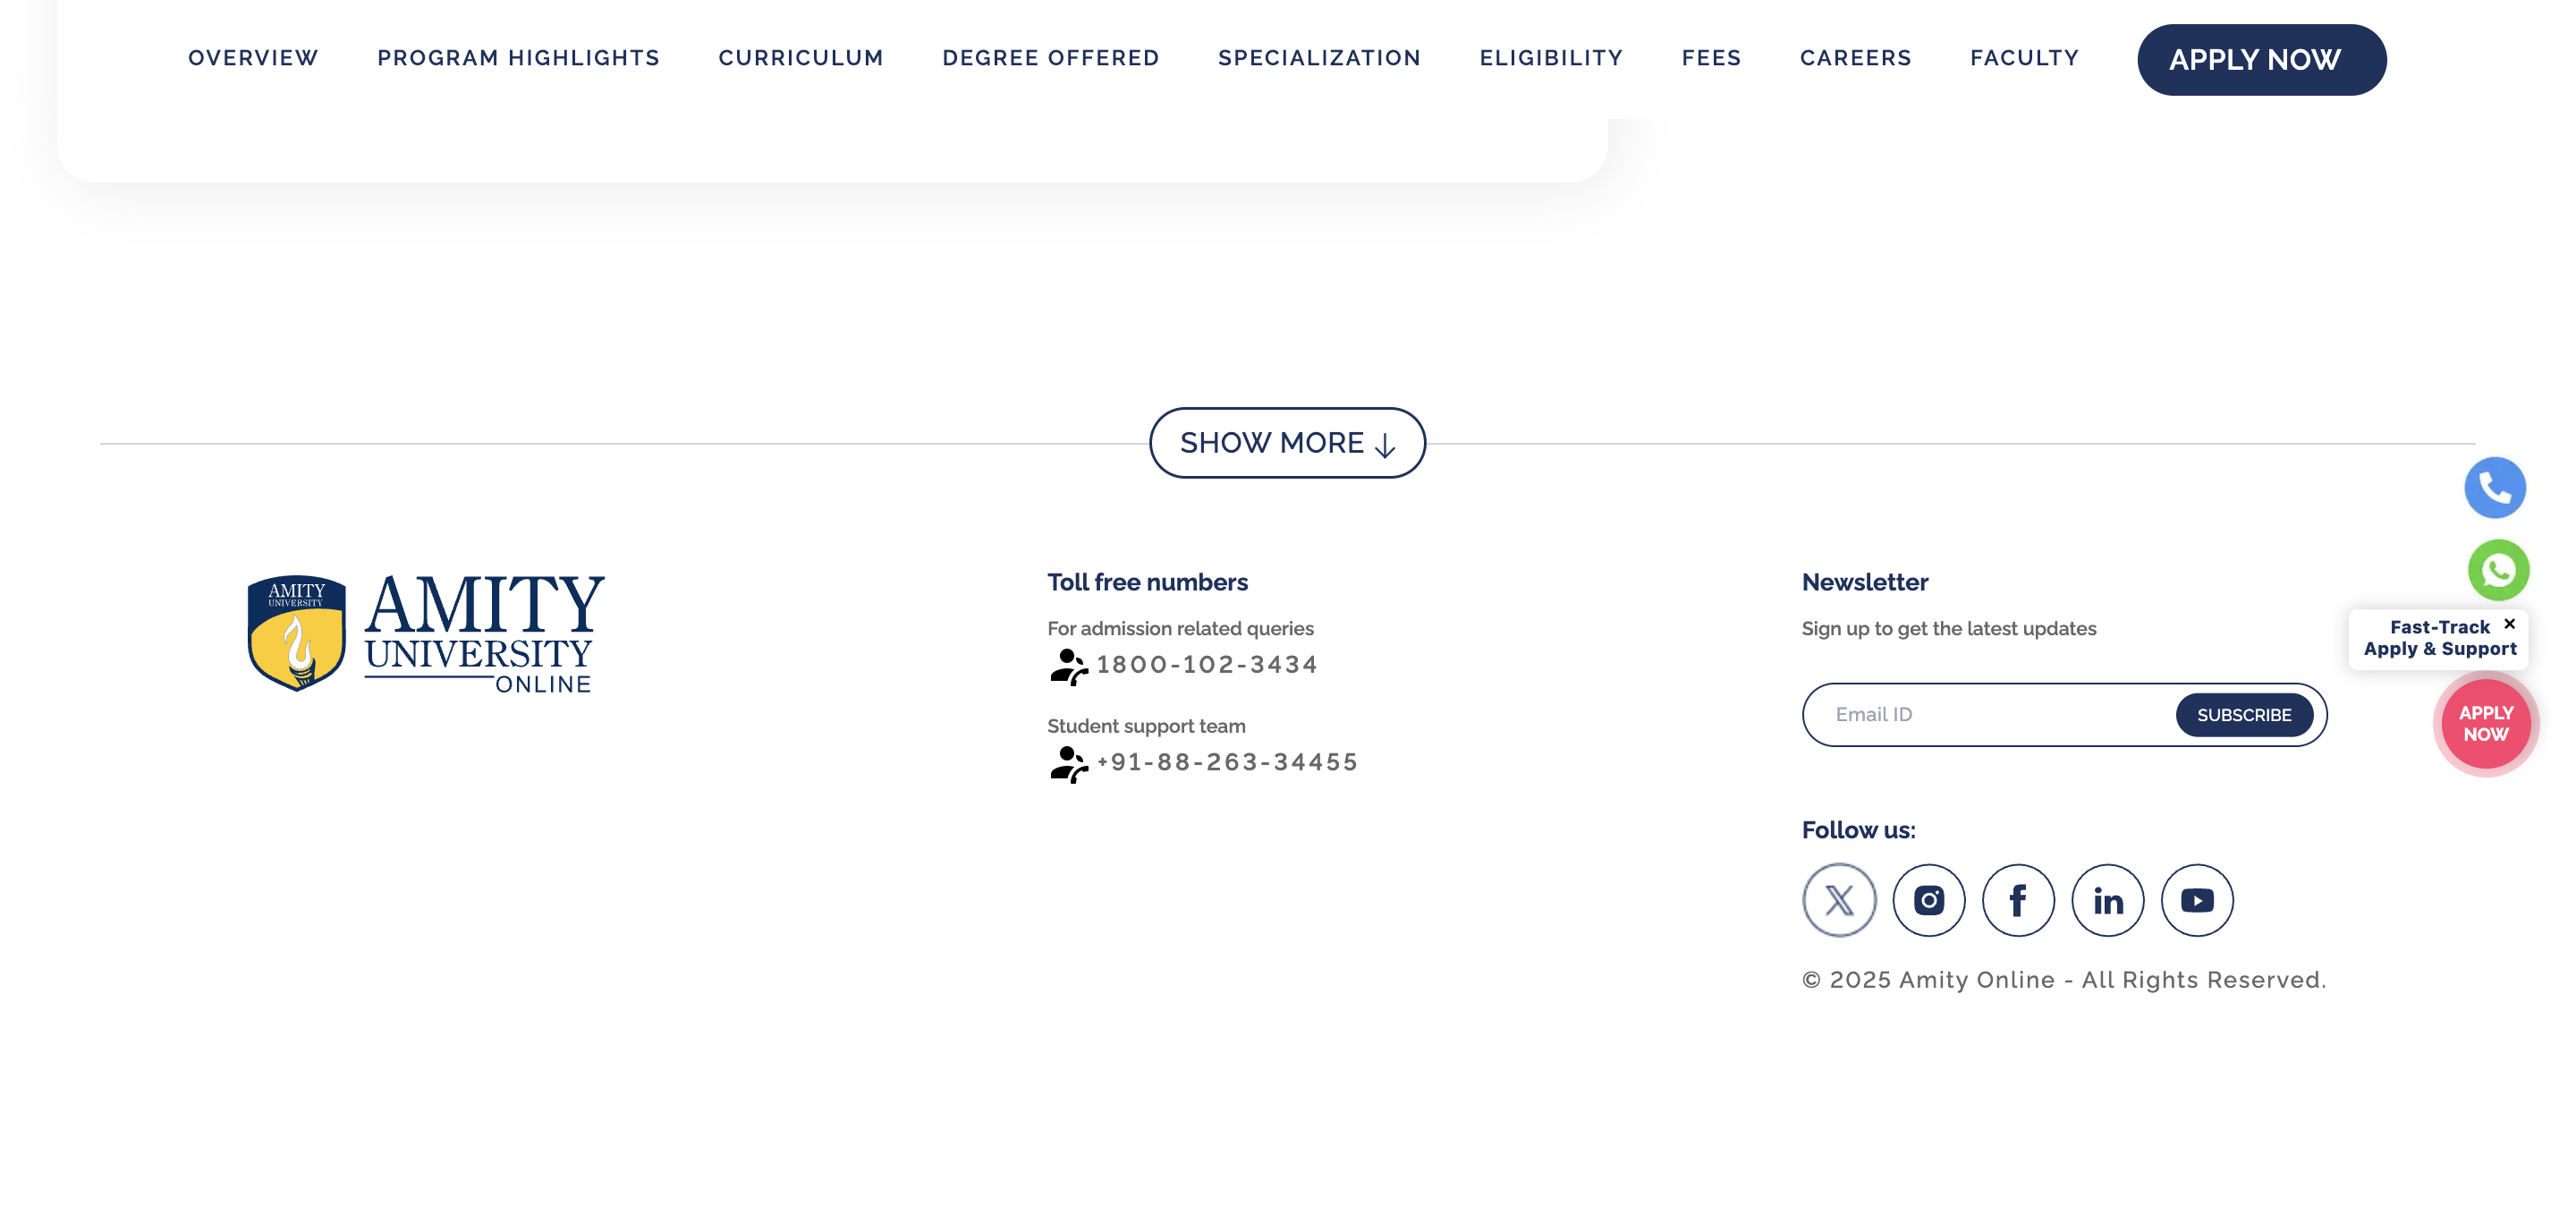 OVERVIEW PROGRAM HIGHLIGHTS CURRICULUM DEGREE OFFERED SPECIALIZATION ELIGIBILITY FEES CAREERS FACULTY APPLY NOW
SHOW MORE ↓
AMITY
UNIVERSITY
AMITY
UNIVERSITY
ONLINE
Toll free numbers
For admission related queries
1800-102-3434
Student support team
+91-88-263-34455
Newsletter
Sign up to get the latest updates
Email ID SUBSCRIBE
Follow us:
© 2025 Amity Online - All Rights Reserved.
Fast-Track ×
Apply & Support
APPLY
NOW